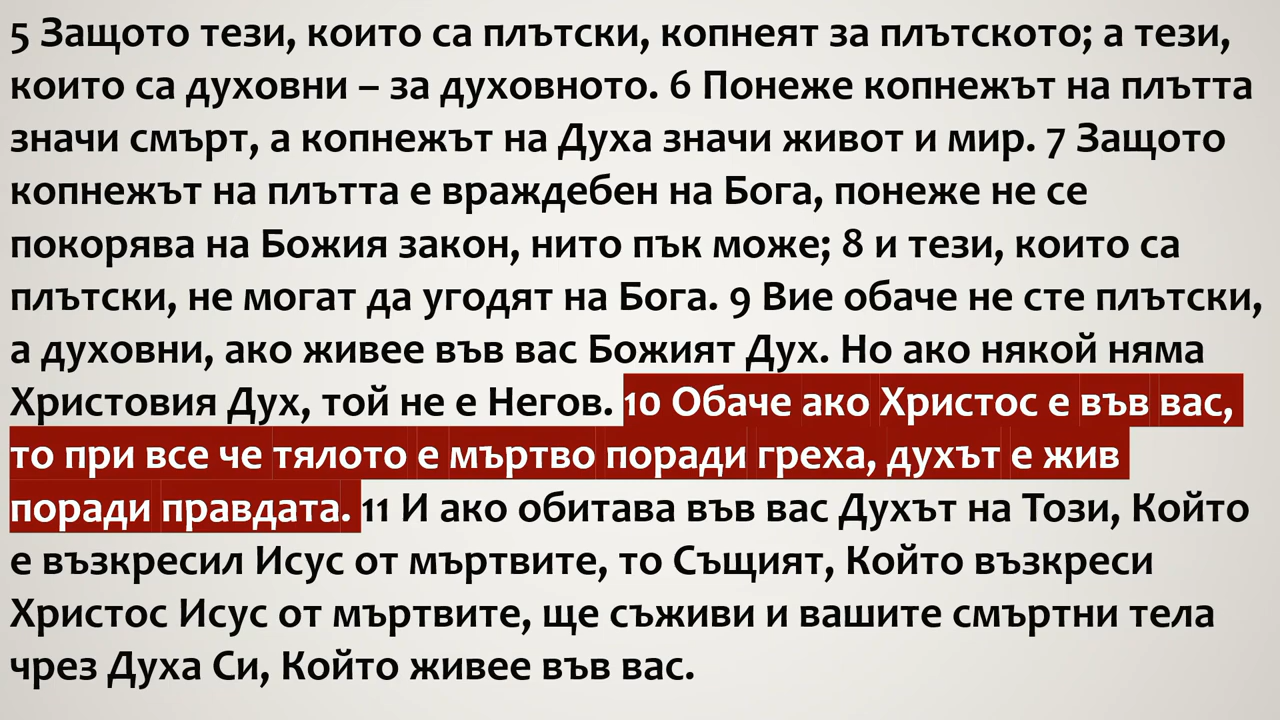 5 Защото тези, които са плътски, копнеят за плътското; а тези,
които са духовни – за духовното. 6 Понеже копнежът на плътта
значи смърт, а копнежът на Духа значи живот и мир. 7 Защото
копнежът на плътта е враждебен на Бога, понеже не се
покорява на Божия закон, нито пък може; 8 и тези, които са
плътски, не могат да угодят на Бога. 9 Вие обаче не сте плътски,
а духовни, ако живее във вас Божият Дух. Но ако някой няма
Христовия Дух, той не е Негов. 10 Обаче ако Христос е във вас,
то при все че тялото е мъртво поради греха, духът е жив
поради правдата. 11 И ако обитава във вас Духът на Този, Който
е възкресил Исус от мъртвите, то Същият, Който възкреси
Христос Исус от мъртвите, ще съживи и вашите смъртни тела
чрез Духа Си, Който живее във вас.